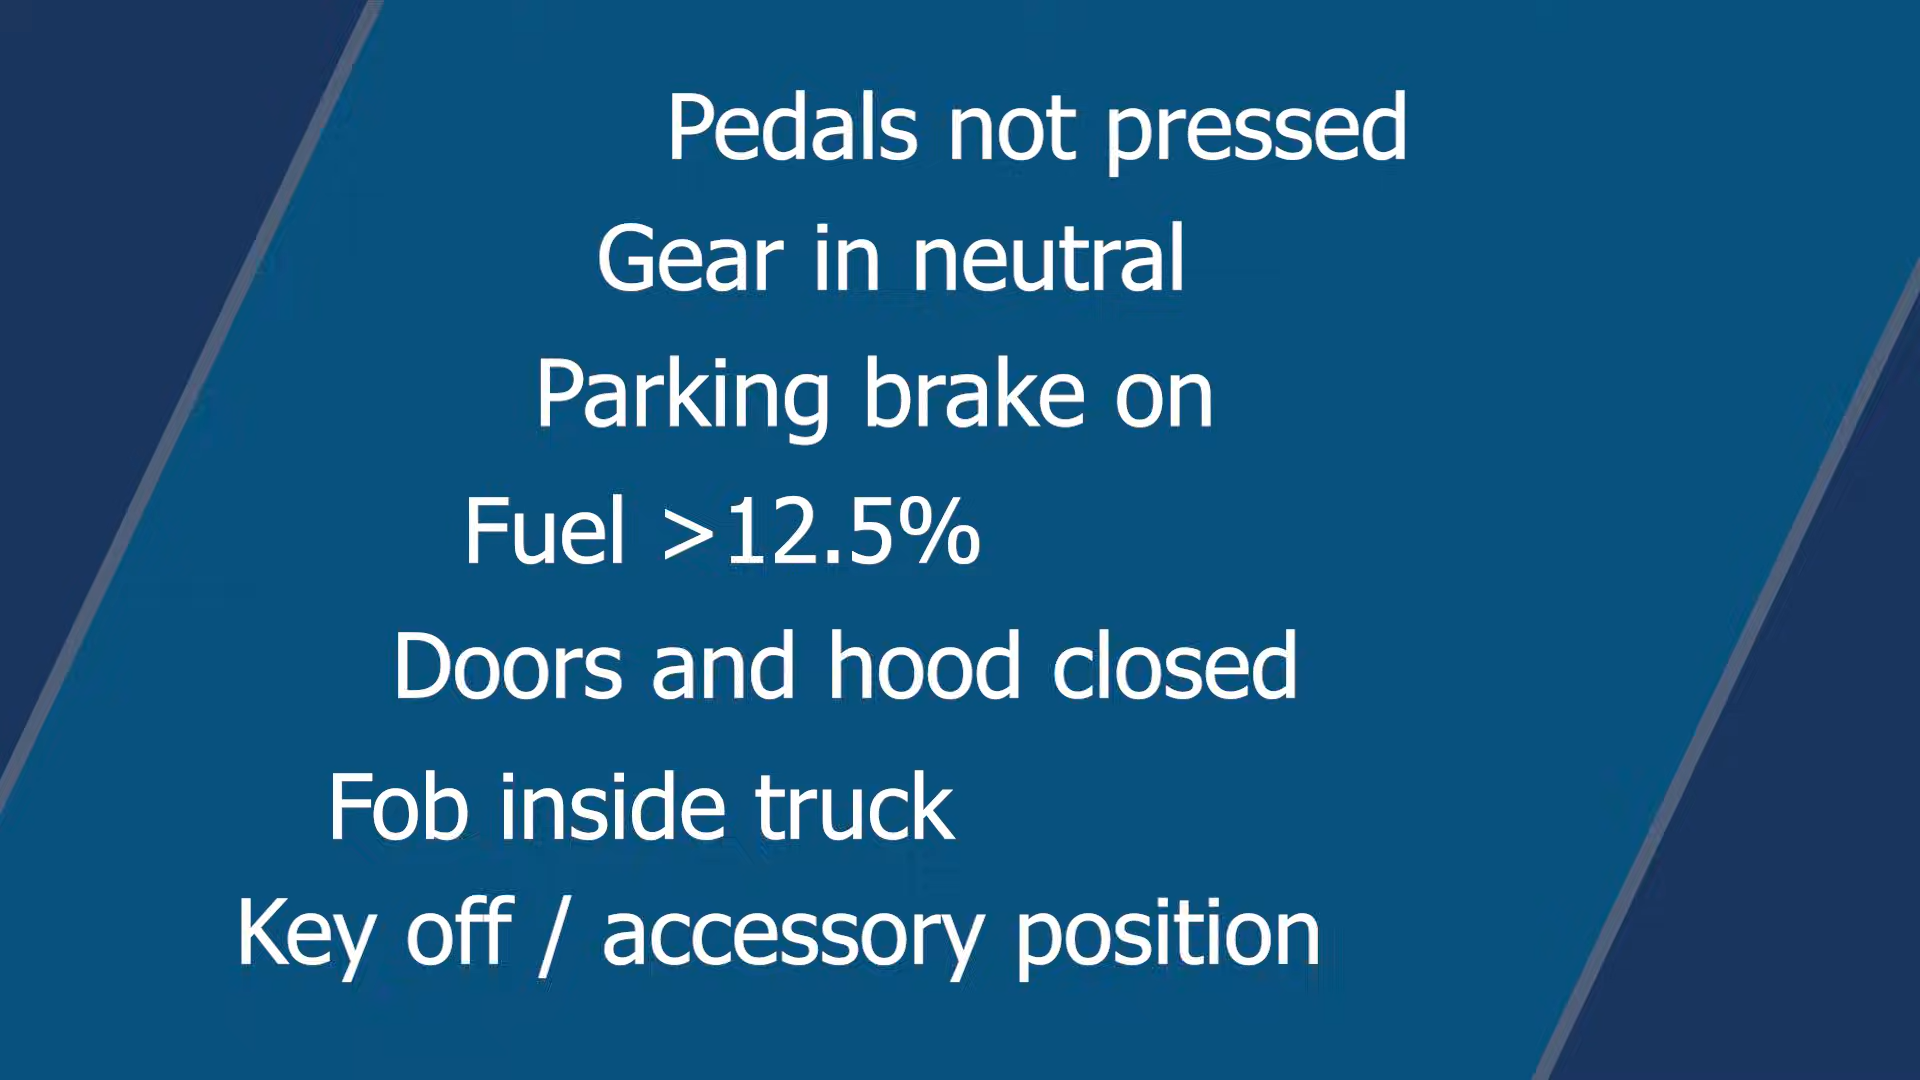 Pedals not pressed
Gear in neutral
Parking brake on
Fuel >12.5%
Doors and hood closed
Fob inside truck
Key off / accessory position